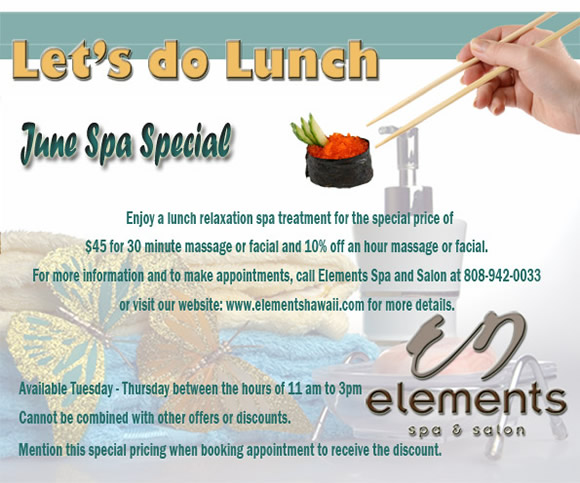 Let's do Lunch
June Spa Special
Enjoy a lunch relaxation spa treatment for the special price of
$45 for 30 minute massage or facial and 10% off an hour massage or facial.
For more information and to make appointments, call Elements Spa and Salon at 808-942-0033
or visit our website: www.elementshawaii.com for more details.
Available Tuesday - Thursday between the hours of 11 am to 3pm
Cannot be combined with other offers or discounts.
Mention this special pricing when booking appointment to receive the discount.
elements
spa & salon